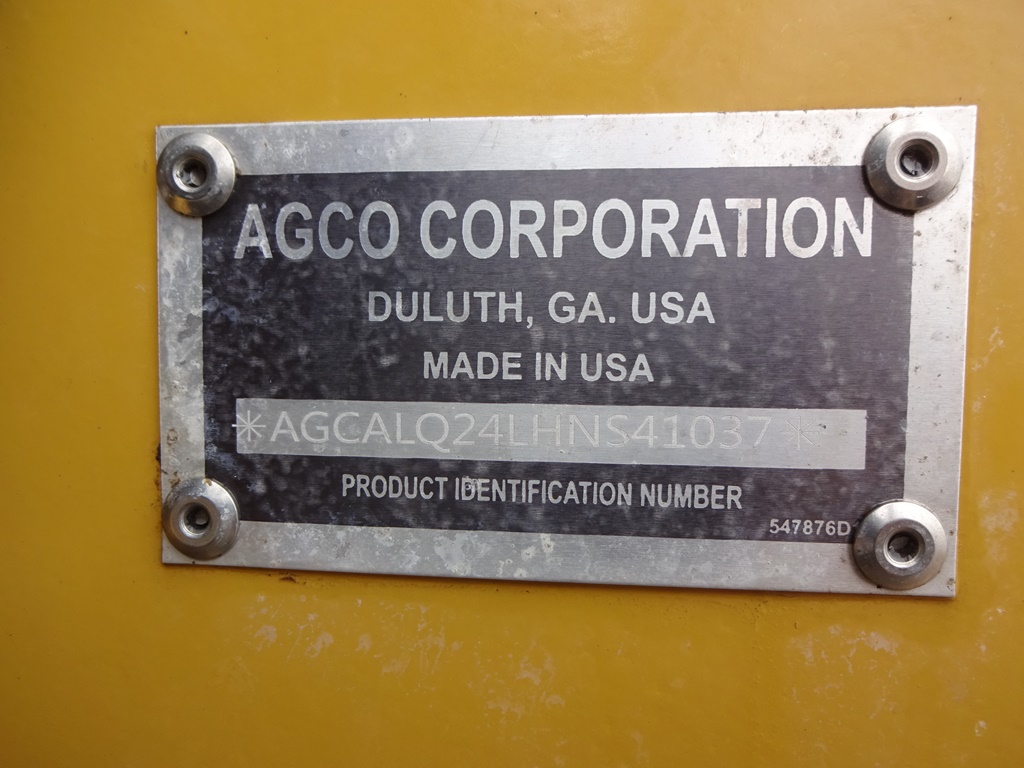 AGCO CORPORATION
DULUTH, GA. USA
MADE IN USA
*AGCALQ24LHNS41037*
PRODUCT IDENTIFICATION NUMBER
547876D